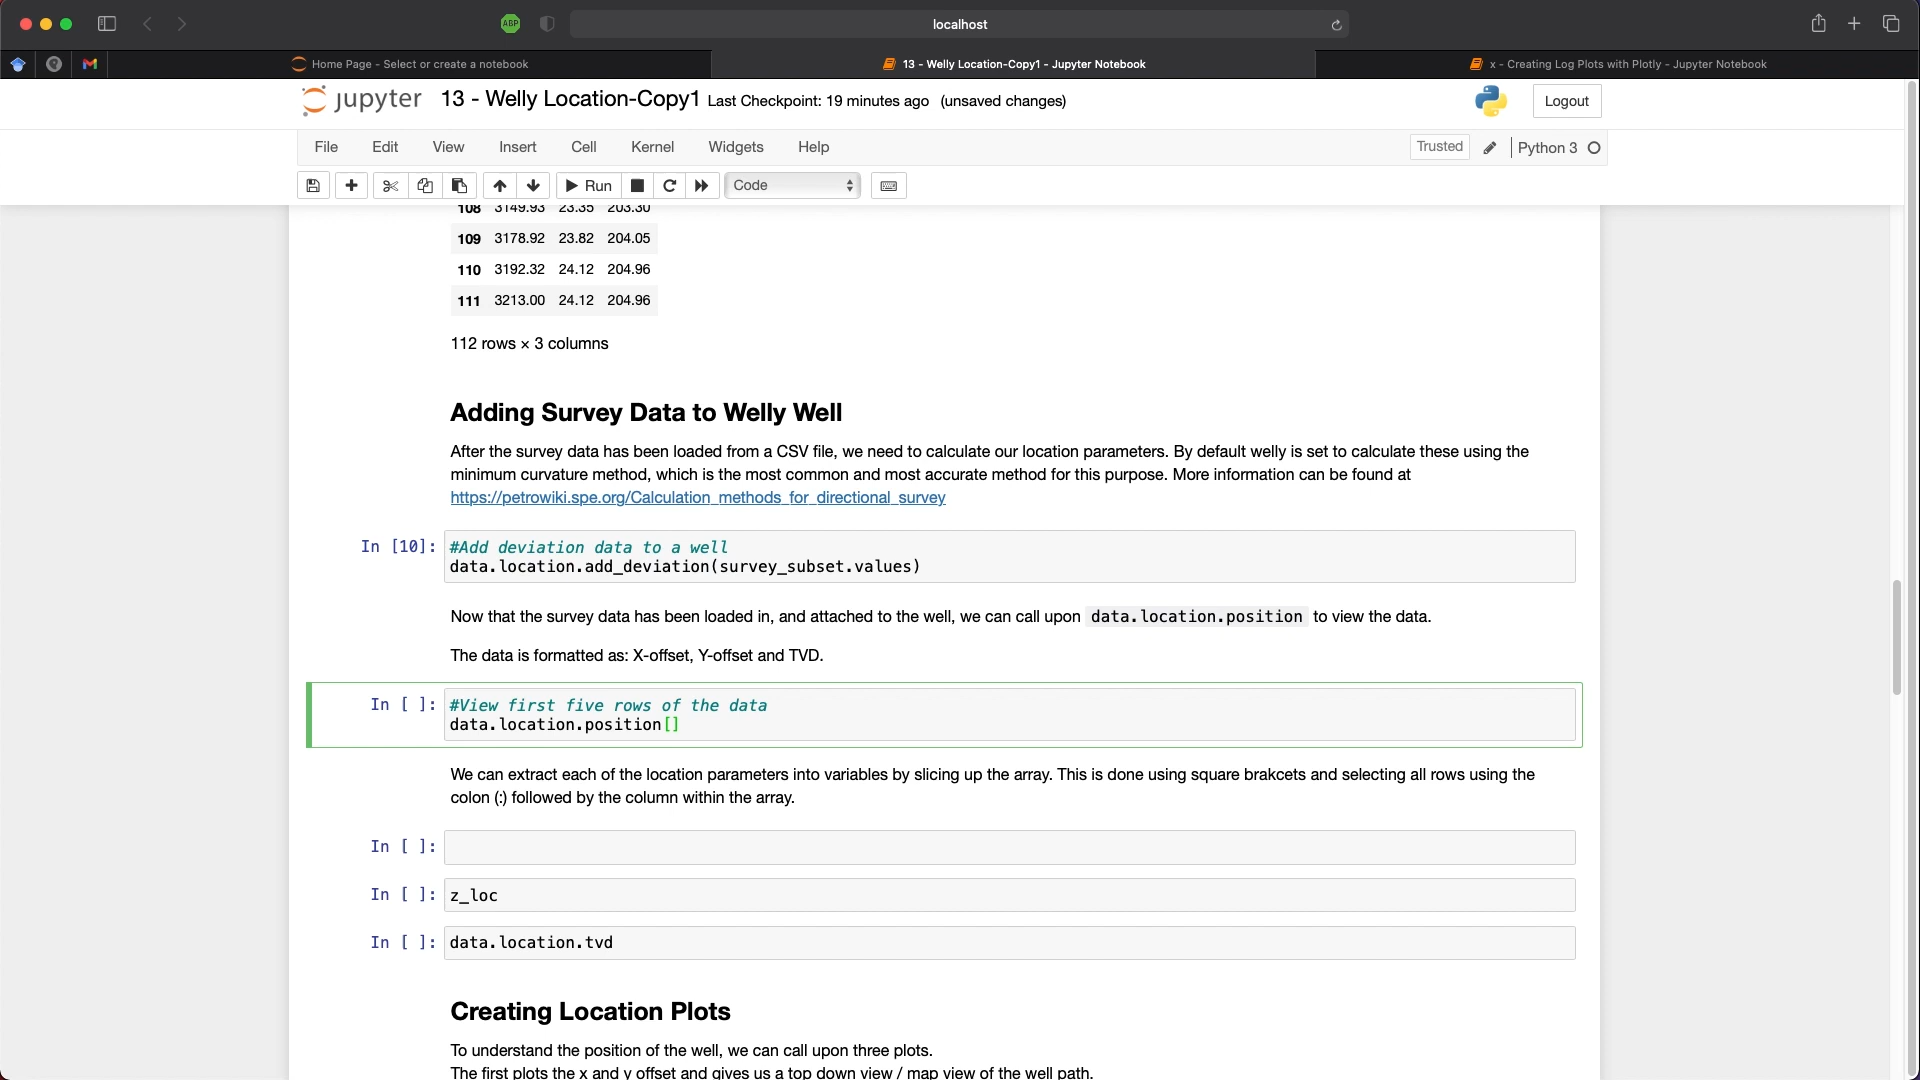 ABP
localhost
Home Page - Select or create a notebook
13 - Welly Location-Copy1 - Jupyter Notebook
x - Creating Log Plots with Plotly - Jupyter Notebook
jupyter 13 - Welly Location-Copy1 Last Checkpoint: 19 minutes ago (unsaved changes)
Logout
File Edit View Insert Cell Kernel Widgets Help
Trusted Python 3
Run Code
108 3149.93 23.35 203.30
109 3178.92 23.82 204.05
110 3192.32 24.12 204.96
111 3213.00 24.12 204.96
112 rows × 3 columns
Adding Survey Data to Welly Well
After the survey data has been loaded from a CSV file, we need to calculate our location parameters. By default welly is set to calculate these using the
minimum curvature method, which is the most common and most accurate method for this purpose. More information can be found at
https://petrowiki.spe.org/Calculation_methods_for_directional_survey
In [10]: #Add deviation data to a well
data.location.add_deviation(survey_subset.values)
Now that the survey data has been loaded in, and attached to the well, we can call upon data.location.position to view the data.
The data is formatted as: X-offset, Y-offset and TVD.
In [ ]: #View first five rows of the data
data.location.position[]
We can extract each of the location parameters into variables by slicing up the array. This is done using square brakcets and selecting all rows using the
colon (:) followed by the column within the array.
In [ ]:
In [ ]: z_loc
In [ ]: data.location.tvd
Creating Location Plots
To understand the position of the well, we can call upon three plots.
The first plots the x and y offset and gives us a top down view / map view of the well path.